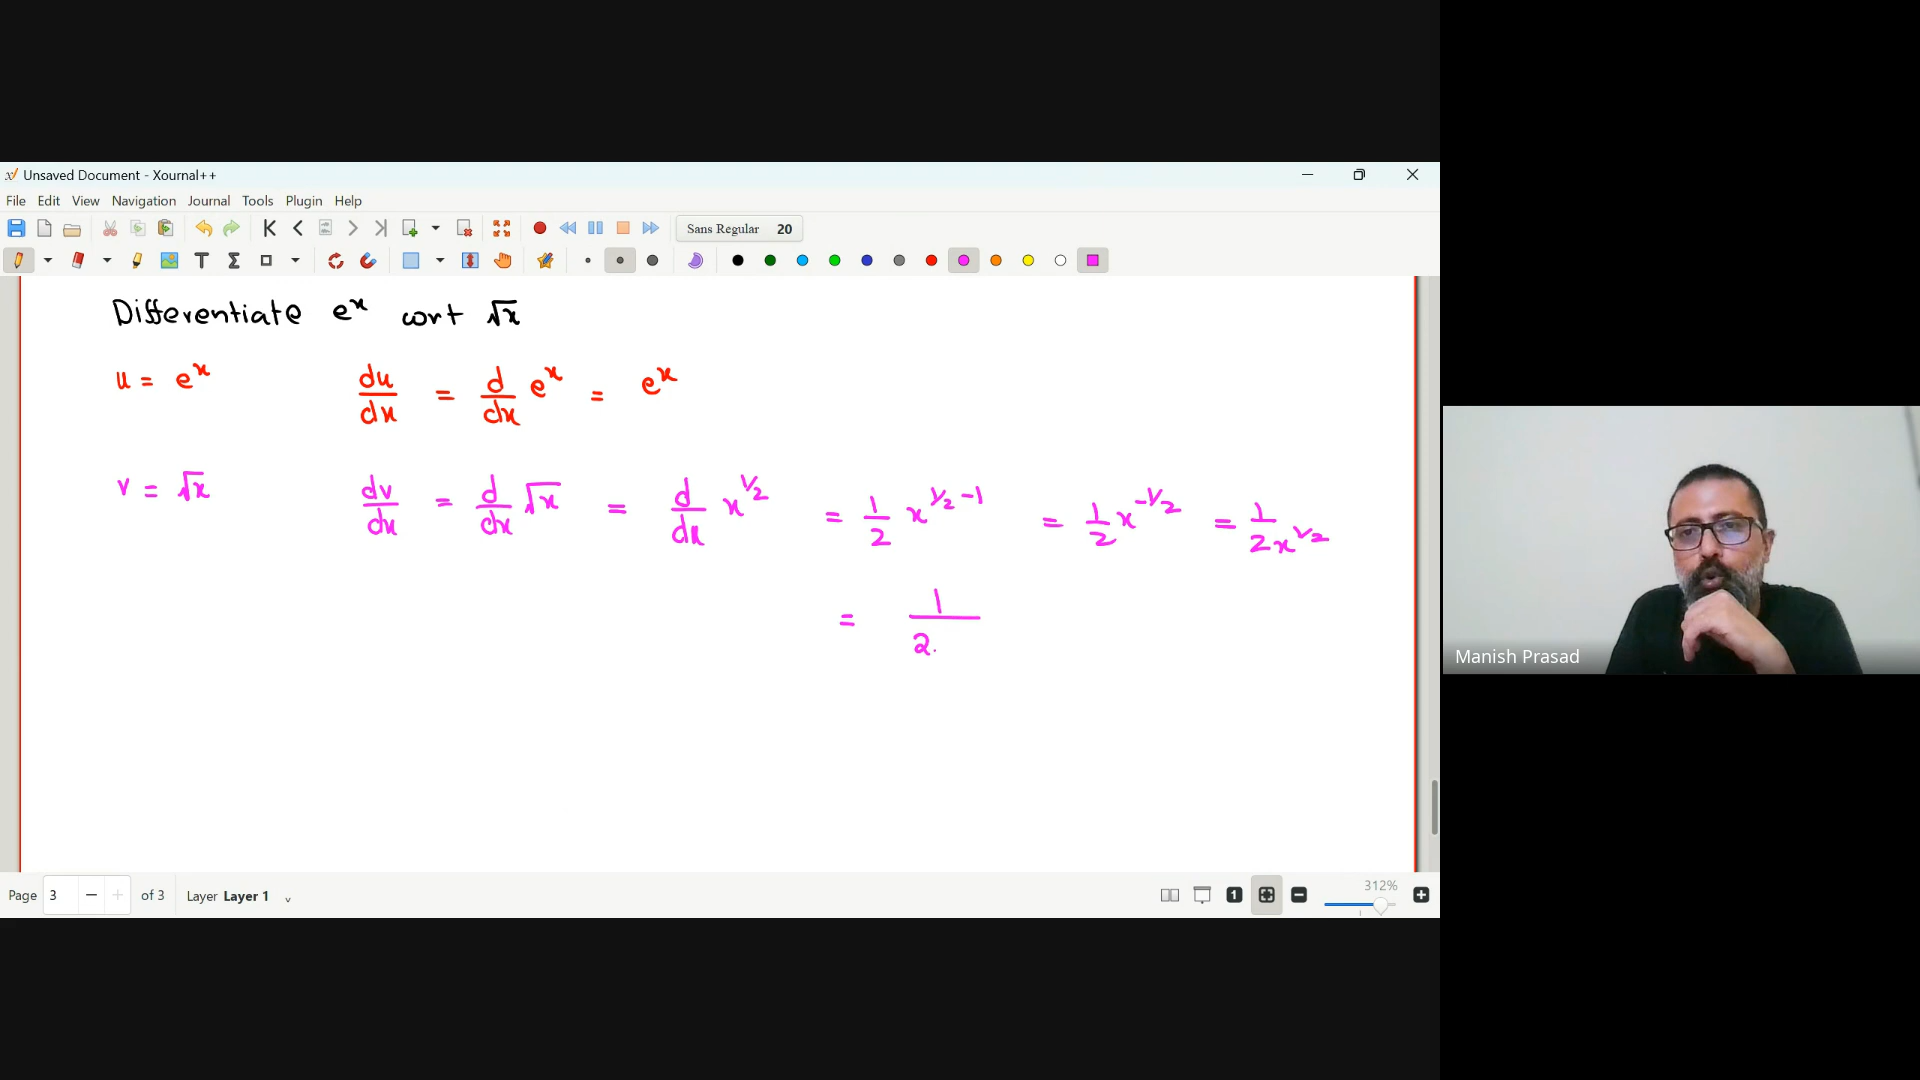 Unsaved Document - Xournal++
File Edit View Navigation Journal Tools Plugin Help
Sans Regular 20
Differentiate e^x wrt √x
u = e^x du/dx = d/dx e^x = e^x
v = √x dv/dx = d/dx √x = d/dx x^1/2 = 1/2 x^1/2 -1 = 1/2 x^-1/2 = 1/2x^1/2
= 1/2.
Manish Prasad
Page 3 of 3 Layer Layer 1 1 312%